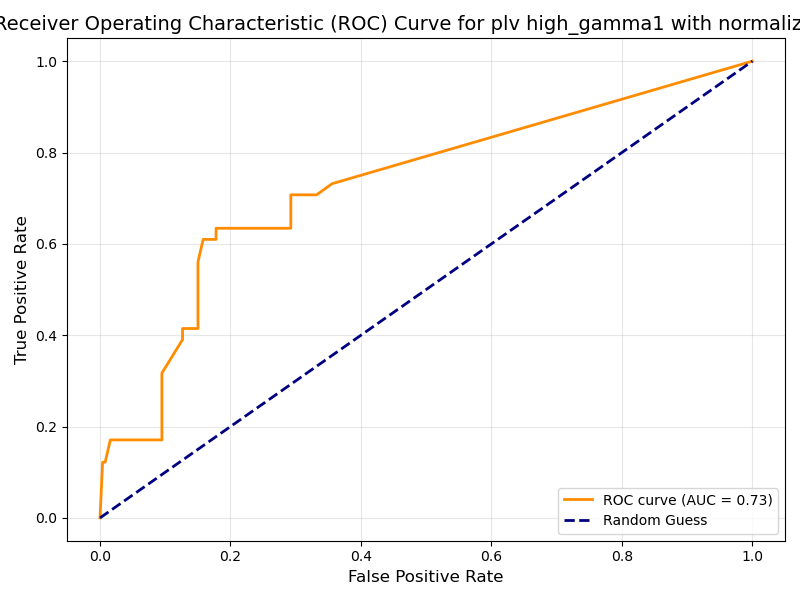 Receiver Operating Characteristic (ROC) Curve for plv high_gamma1 with normaliz
1.0
0.8
0.6
0.4
0.2
0.0
True Positive Rate
ROC curve (AUC = 0.73)
Random Guess
0.0 0.2 0.4 0.6 0.8 1.0
False Positive Rate